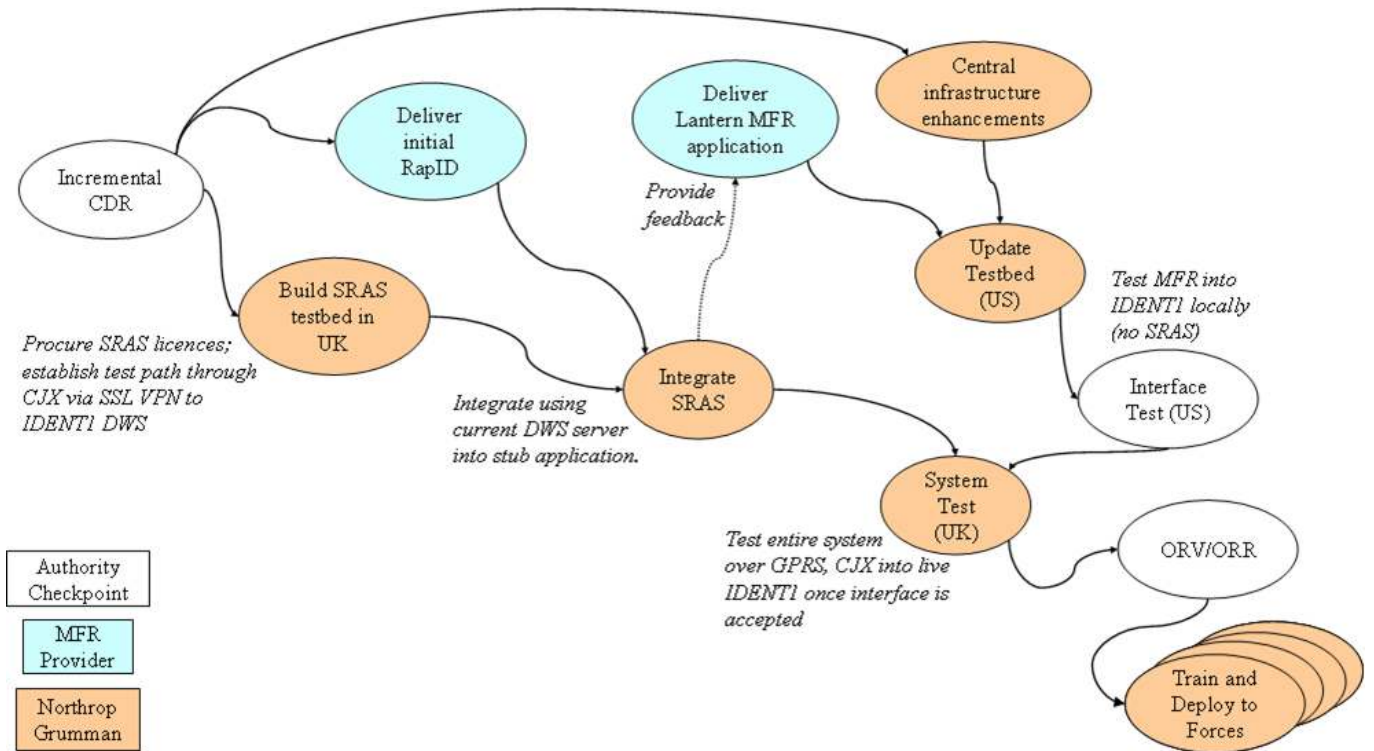 Central
infrastructure
enhancements
Deliver
initial
RapID
Deliver
Lantern MFR
application
Incremental
CDR
Provide
feedback
Update
Testbed
(US)
Test MFR into
IDENT1 locally
(no SRAS)
Build SRAS
testbed in
UK
Procure SRAS licences;
establish test path through
CJX via SSL VPN to
IDENT1 DWS
Integrate
SRAS
Interface
Test (US)
Integrate using
current DWS server
into stub application.
System
Test
(UK)
Test entire system
over GPRS, CJX into live
IDENT1 once interface is
accepted
ORV/ORR
Authority
Checkpoint
MFR
Provider
Northrop
Grumman
Train and
Deploy to
Forces